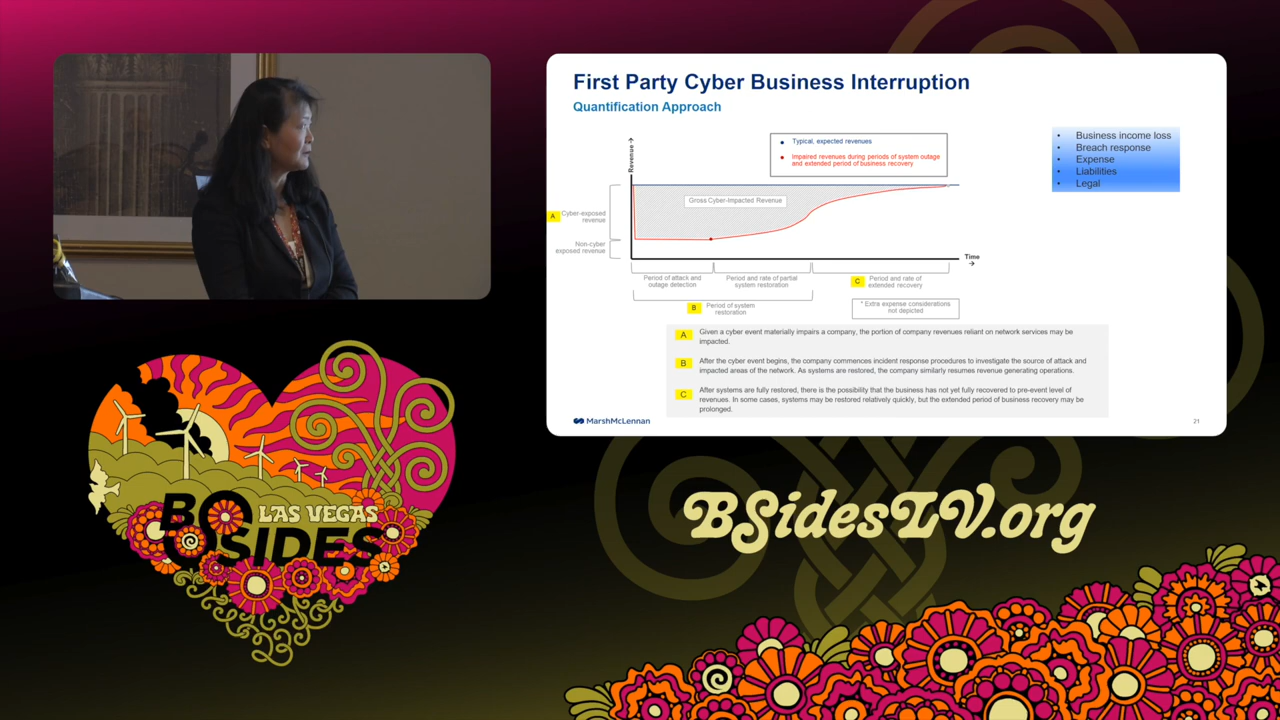 First Party Cyber Business Interruption
Quantification Approach
• Business income loss
• Breach response
• Expense
• Liabilities
• Legal
Revenue →
• Typical, expected revenues
• Impaired revenues during periods of system outage
and extended period of business recovery
Gross Cyber-Impacted Revenue
A Cyber-exposed
revenue
Non-cyber
exposed revenue
Time
→
Period of attack and
outage detection
Period and rate of partial
system restoration
C Period and rate of
extended recovery
B Period of system
restoration
* Extra expense considerations
not depicted
A Given a cyber event materially impairs a company, the portion of company revenues reliant on network services may be
impacted.
B After the cyber event begins, the company commences incident response procedures to investigate the source of attack and
impacted areas of the network. As systems are restored, the company similarly resumes revenue generating operations.
C After systems are fully restored, there is the possibility that the business has not yet fully recovered to pre-event level of
revenues. In some cases, systems may be restored relatively quickly, but the extended period of business recovery may be
prolonged.
MarshMcLennan
21
BSIDES
LAS VEGAS
BSidesLV.org